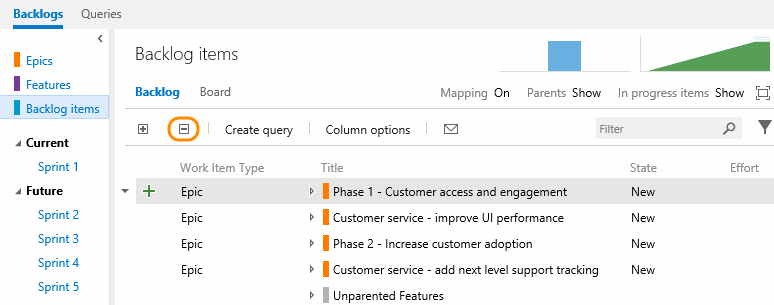 Backlogs Queries
Epics
Features
Backlog items
Current
Sprint 1
Future
Sprint 2
Sprint 3
Sprint 4
Sprint 5
Backlog items
Backlog Board Mapping On Parents Show In progress items Show
Create query Column options Filter
Work Item Type Title State Effort
Epic Phase 1 - Customer access and engagement New
Epic Customer service - improve UI performance New
Epic Phase 2 - Increase customer adoption New
Epic Customer service - add next level support tracking New
Unparented Features